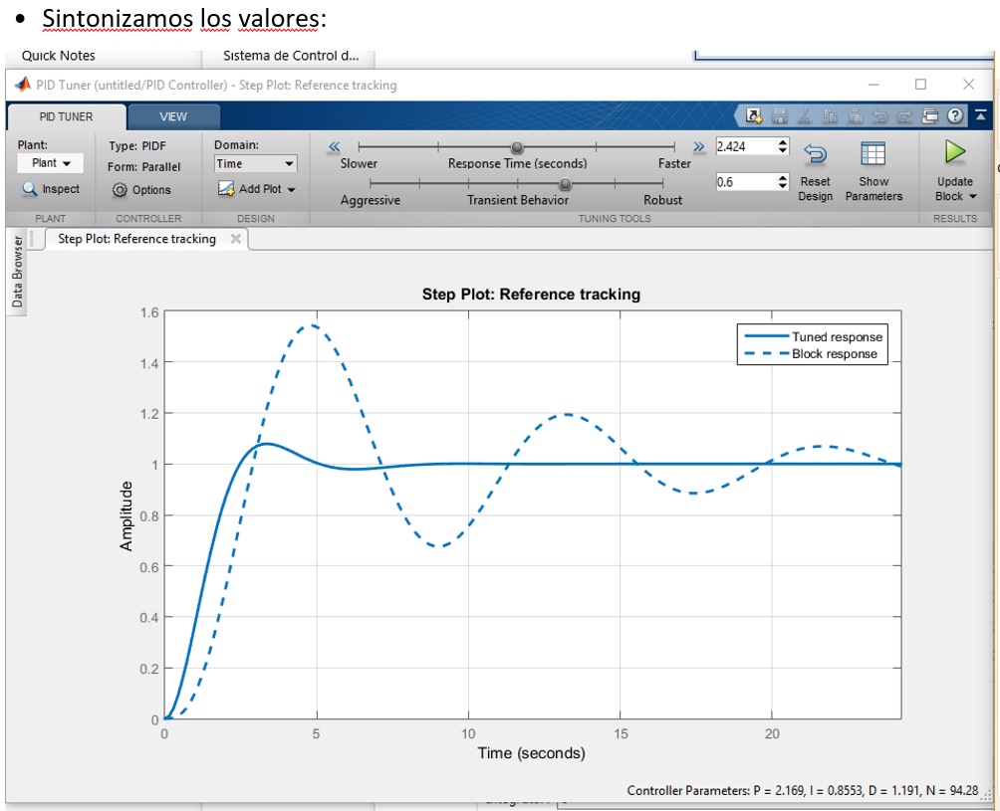 • Sintonizamos los valores:
Quick Notes Sistema de Control d...
PID Tuner (untitled/PID Controller) - Step Plot: Reference tracking
PID TUNER VIEW
Plant: Type: PIDF Domain: Slower Response Time (seconds) Faster 2.424
Plant Form: Parallel Time
Inspect Options Add Plot Aggressive Transient Behavior Robust 0.6 Reset Design Show Parameters Update Block
PLANT CONTROLLER DESIGN TUNING TOOLS RESULTS
Data Browser
Step Plot: Reference tracking
Step Plot: Reference tracking
Tuned response
Block response
Amplitude
1.6
1.4
1.2
1
0.8
0.6
0.4
0.2
0
0 5 10 15 20
Time (seconds)
Controller Parameters: P = 2.169, I = 0.8553, D = 1.191, N = 94.28